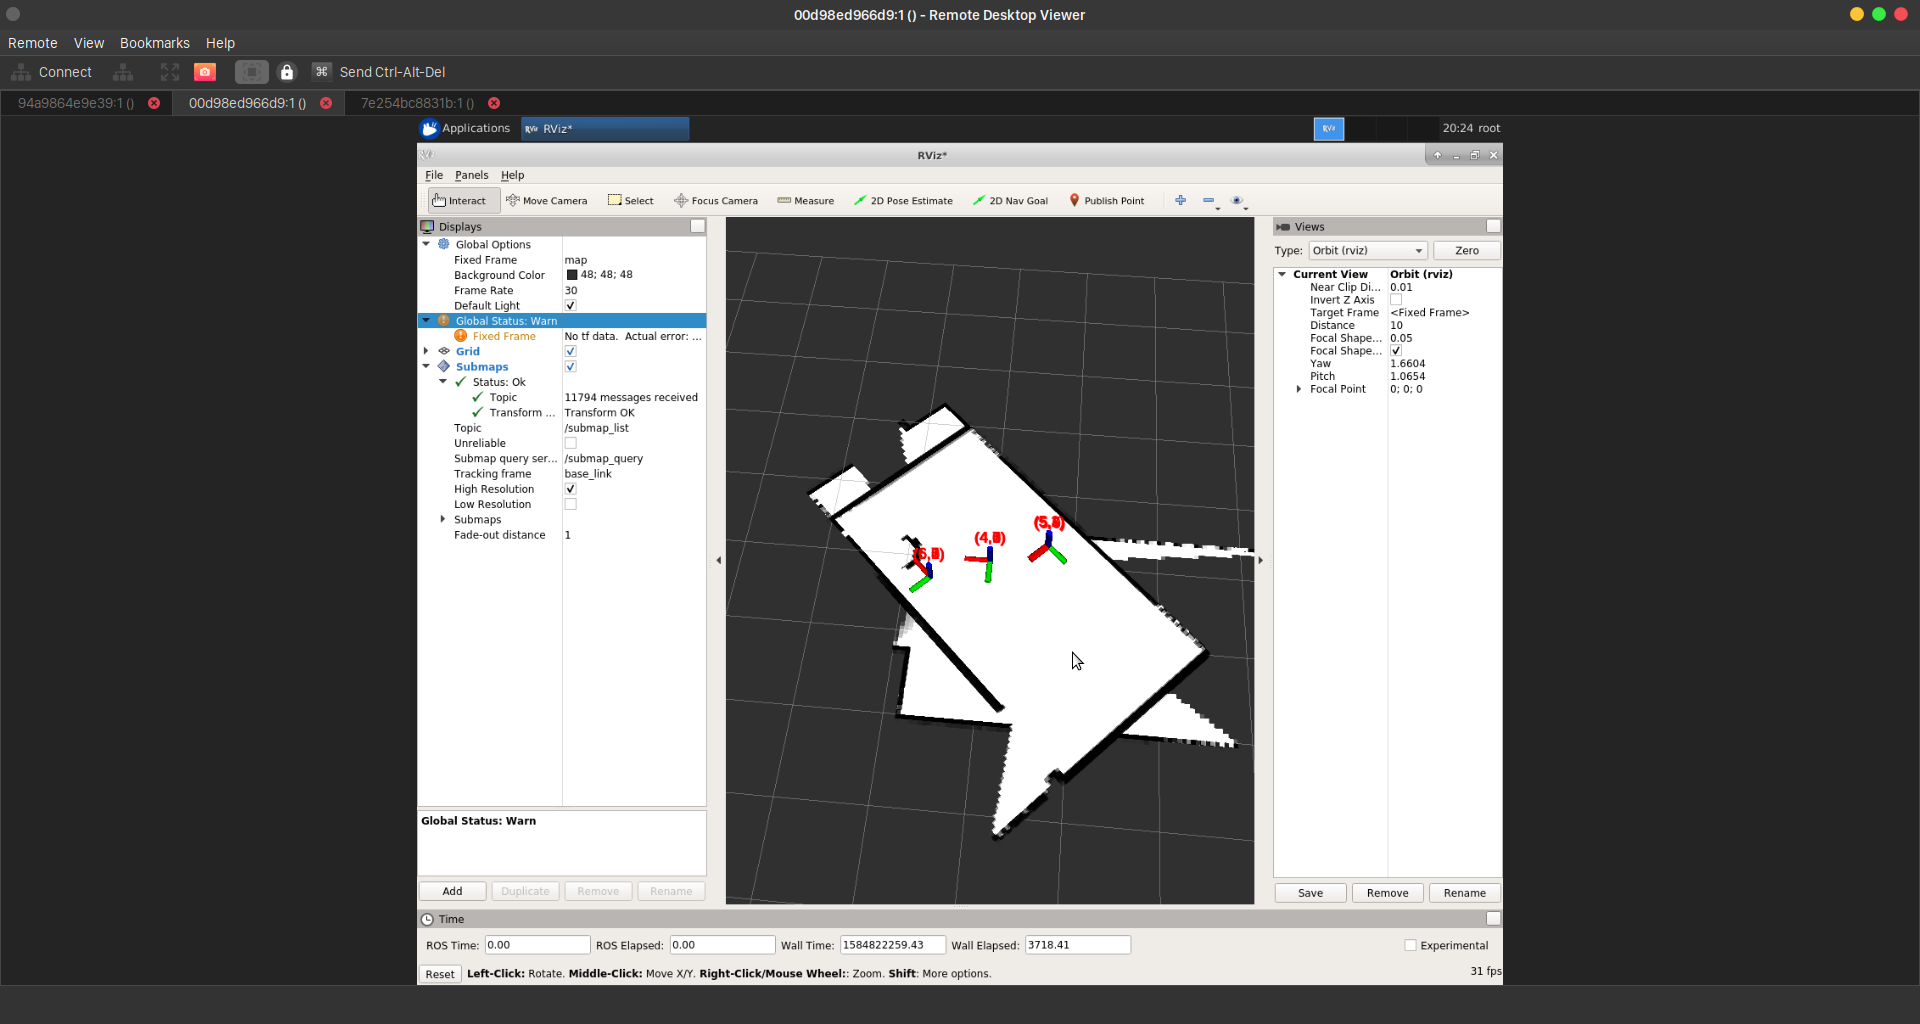 00d98ed966d9:1 () - Remote Desktop Viewer
Remote View Bookmarks Help
Connect Send Ctrl-Alt-Del
94a9864e9e39:1 () 00d98ed966d9:1 () 7e254bc8831b:1 ()
Applications RViz* 20:24 root
RViz*
File Panels Help
Interact Move Camera Select Focus Camera Measure 2D Pose Estimate 2D Nav Goal Publish Point
Displays
Global Options
Fixed Frame map
Background Color 48; 48; 48
Frame Rate 30
Default Light
Global Status: Warn
Fixed Frame No tf data. Actual error: ...
Grid
Submaps
Status: Ok
Topic 11794 messages received
Transform ... Transform OK
Topic /submap_list
Unreliable
Submap query ser... /submap_query
Tracking frame base_link
High Resolution
Low Resolution
Submaps
Fade-out distance 1
Global Status: Warn
Add Duplicate Remove Rename
Views
Type: Orbit (rviz) Zero
Current View Orbit (rviz)
Near Clip Di... 0.01
Invert Z Axis
Target Frame <Fixed Frame>
Distance 10
Focal Shape... 0.05
Focal Shape...
Yaw 1.6604
Pitch 1.0654
Focal Point 0; 0; 0
Save Remove Rename
Time
ROS Time: 0.00 ROS Elapsed: 0.00 Wall Time: 1584822259.43 Wall Elapsed: 3718.41 Experimental
Reset Left-Click: Rotate. Middle-Click: Move X/Y. Right-Click/Mouse Wheel:: Zoom. Shift: More options. 31 fps